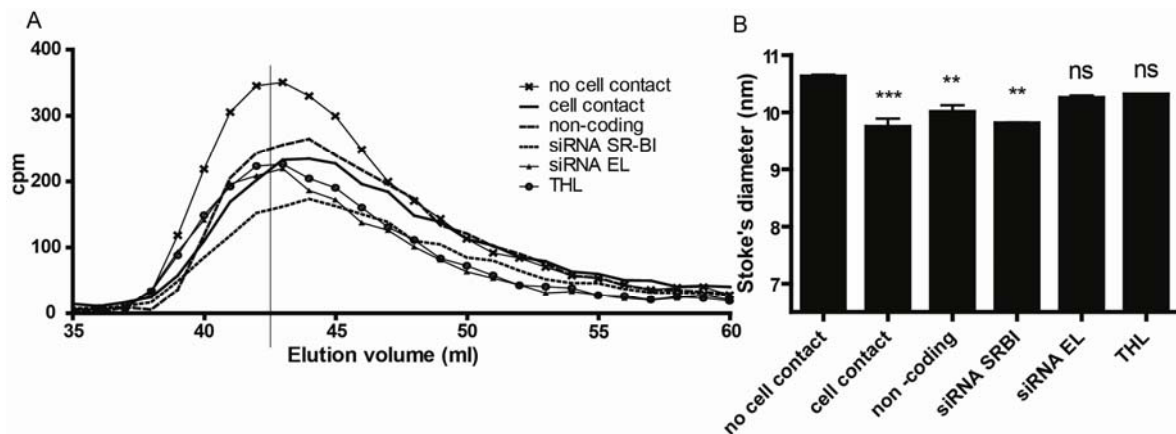 A
400
300
200
100
0
cpm
35
40
45
50
55
60
Elution volume (ml)
no cell contact
cell contact
non-coding
siRNA SR-BI
siRNA EL
THL
B
11
10
9
8
7
Stoke's diameter (nm)
***
**
**
ns
ns
no cell contact
cell contact
non -coding
siRNA SRBI
siRNA EL
THL